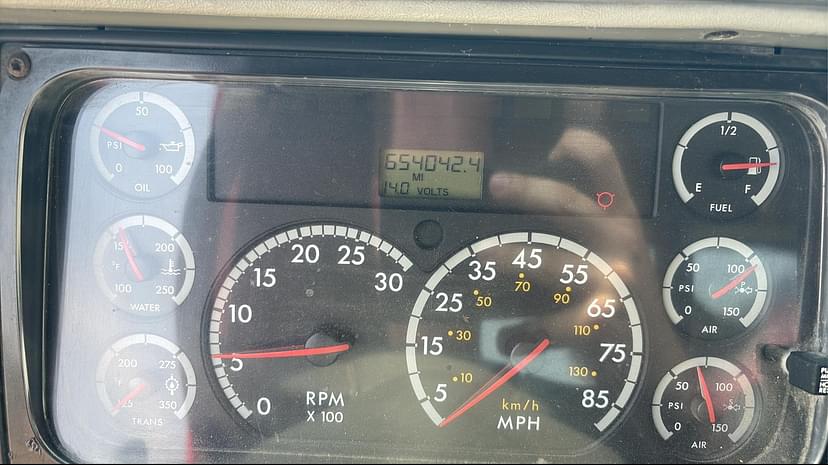 50
PSI
0 100
OIL
150 200
°F
100 250
WATER
200 275
°F
125 350
TRANS
654042.4
MI
14.0 VOLTS
0 5 10 15 20 25 30
RPM
X 100
5 15 25 35 45 55 65 75 85
10 30 50 70 90 110 130
km/h
MPH
1/2
E F
FUEL
50 100
PSI P
0 150
AIR
50 100
PSI S
0 150
AIR